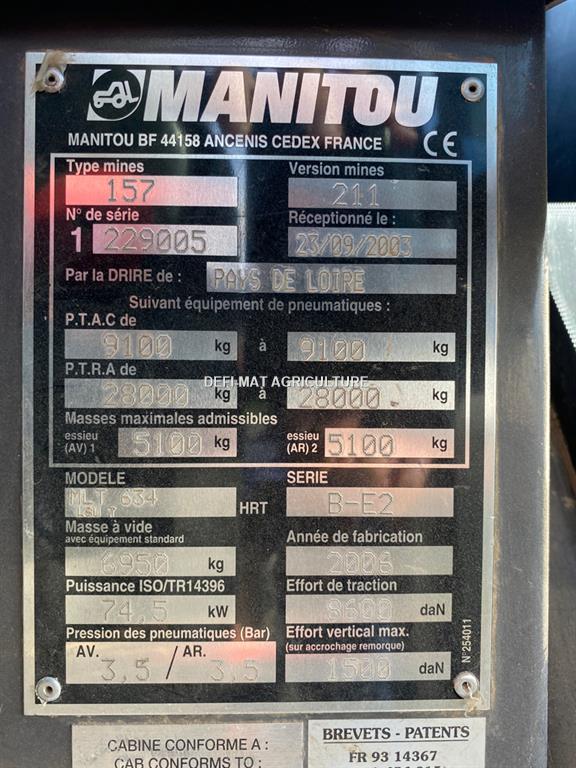 MANITOU
MANITOU BF 44158 ANCENIS CEDEX FRANCE CE
Type mines Version mines
157 211
N° de série Réceptionné le :
1 229005 23/09/2003
Par la DRIRE de : PAYS DE LOIRE
Suivant équipement de pneumatiques :
P.T.A.C de
9100 kg à 9100 kg
P.T.R.A de
28000 kg à 28000 kg
DEFI-MAT AGRICULTURE
Masses maximales admissibles
essieu (AV) 1 5100 kg essieu (AR) 2 5100 kg
MODELE SERIE
MLT 634 HRT B-E2
LSU T
Masse à vide Année de fabrication
avec équipement standard
6950 kg 2006
Puissance ISO/TR14396 Effort de traction
74,5 kW 8600 daN
Pression des pneumatiques (Bar) Effort vertical max.
(sur accrochage remorque)
AV. 3,5 / AR. 3,5 1500 daN
N°254011
CABINE CONFORME A : BREVETS - PATENTS
CAB CONFORMS TO : FR 93 14367